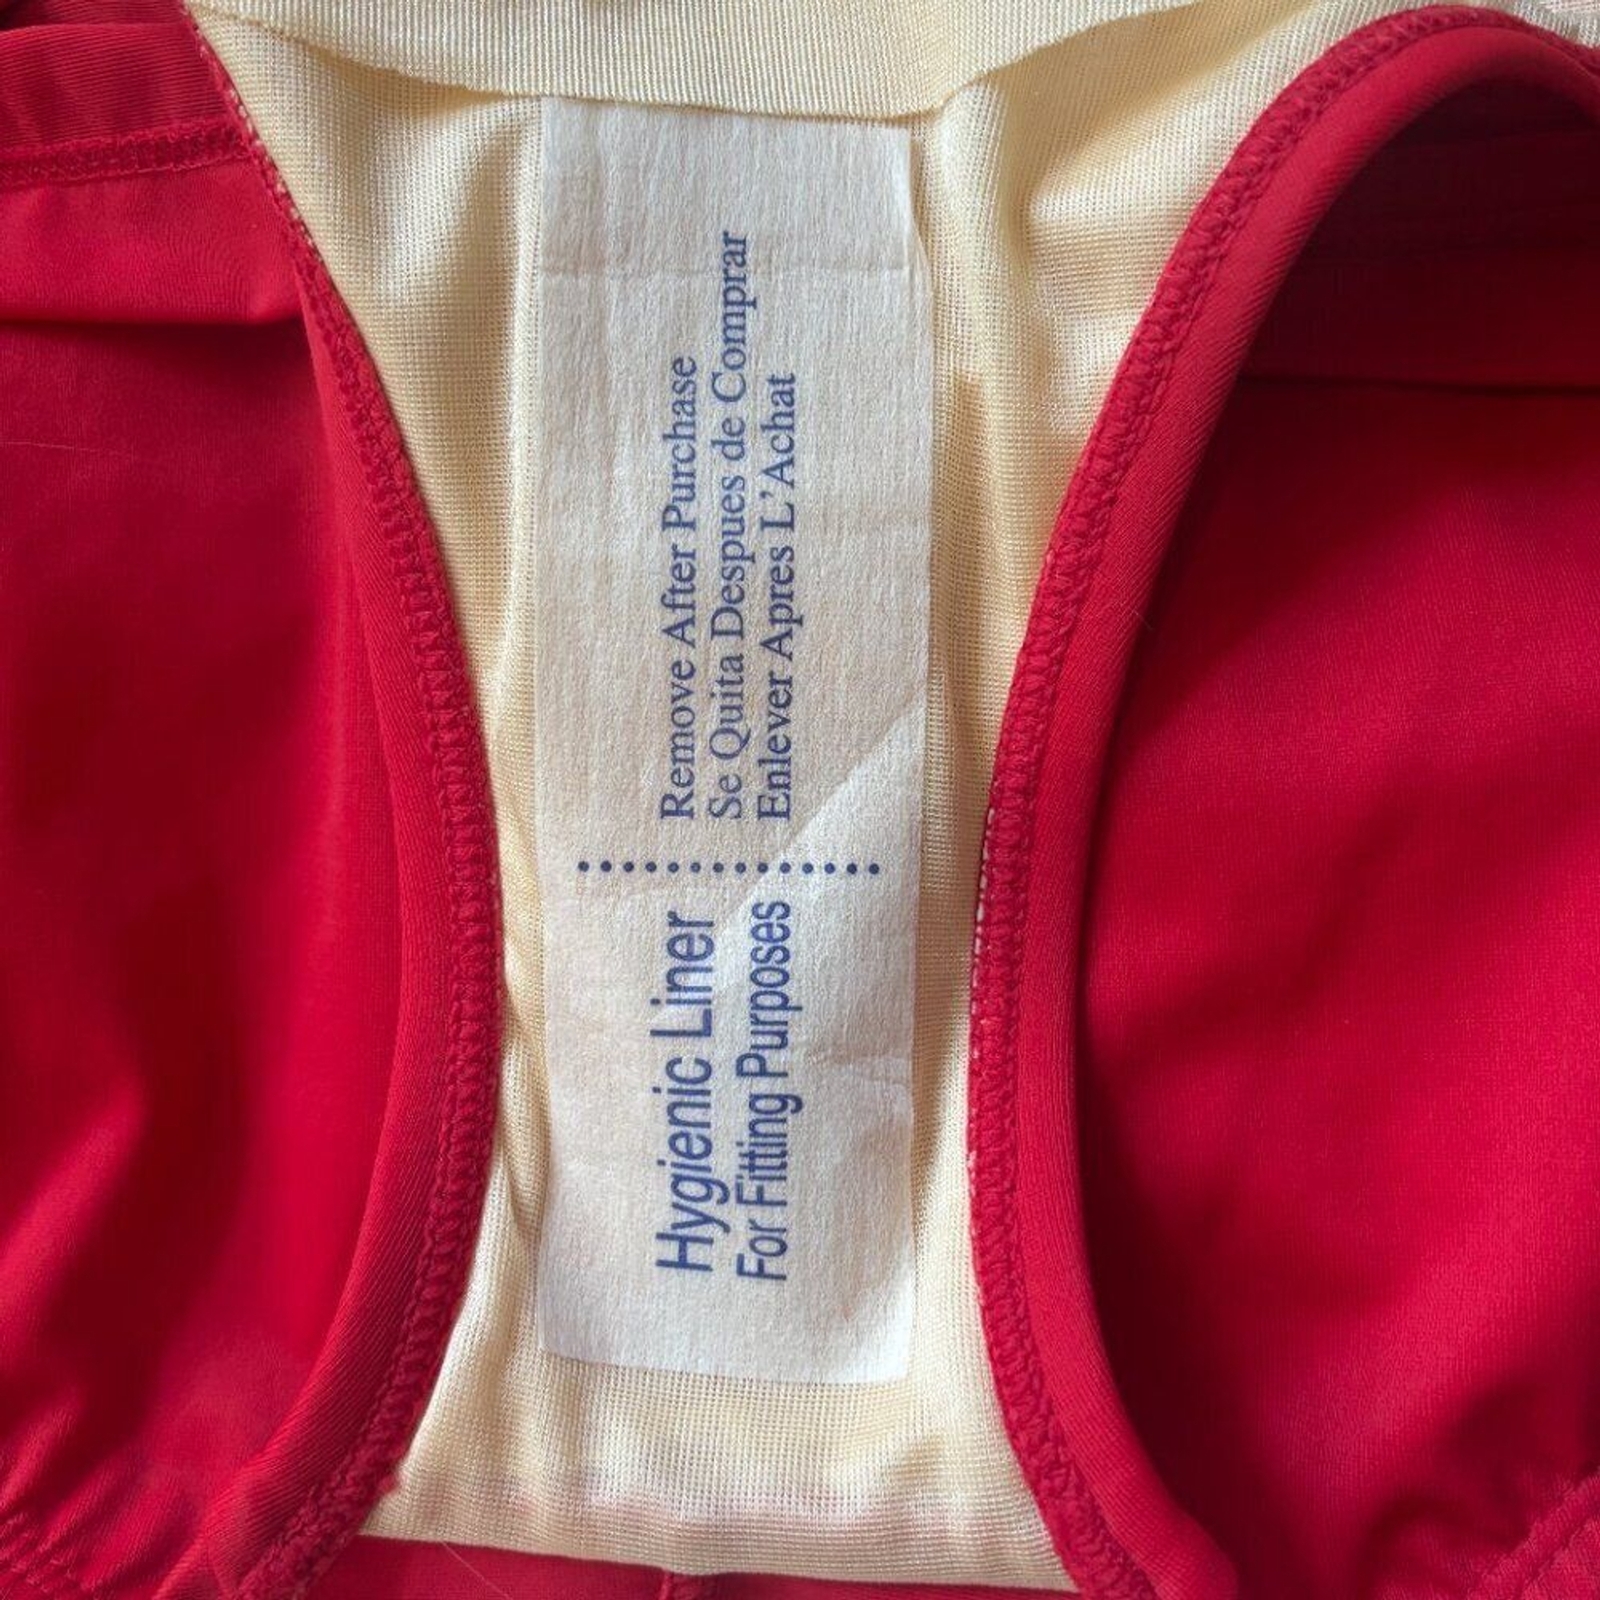 Hygienic Liner
For Fitting Purposes
Remove After Purchase
Se Quita Despues de Comprar
Enlever Apres L'Achat